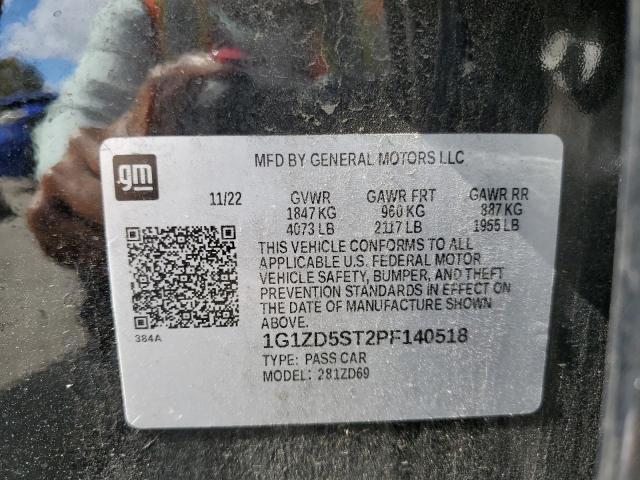 gm
MFD BY GENERAL MOTORS LLC
11/22 GVWR GAWR FRT GAWR RR
1847 KG 960 KG 887 KG
4073 LB 2117 LB 1955 LB
THIS VEHICLE CONFORMS TO ALL
APPLICABLE U.S. FEDERAL MOTOR
VEHICLE SAFETY, BUMPER, AND THEFT
PREVENTION STANDARDS IN EFFECT ON
THE DATE OF MANUFACTURE SHOWN
ABOVE.
384A
1G1ZD5ST2PF140518
TYPE: PASS CAR
MODEL: 281ZD69